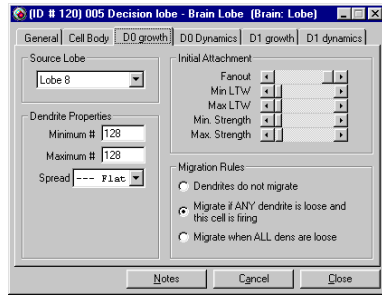 (ID # 120) 005 Decision lobe - Brain Lobe (Brain: Lobe)
General Cell Body D0 growth D0 Dynamics D1 growth D1 dynamics
Source Lobe
Lobe 8
Dendrite Properties
Minimum # 128
Maximum # 128
Spread --- Flat
Initial Attachment
Fanout
Min LTW
Max LTW
Min. Strength
Max. Strength
Migration Rules
Dendrites do not migrate
Migrate if ANY dendrite is loose and
this cell is firing
Migrate when ALL dens are loose
Notes Cancel Close